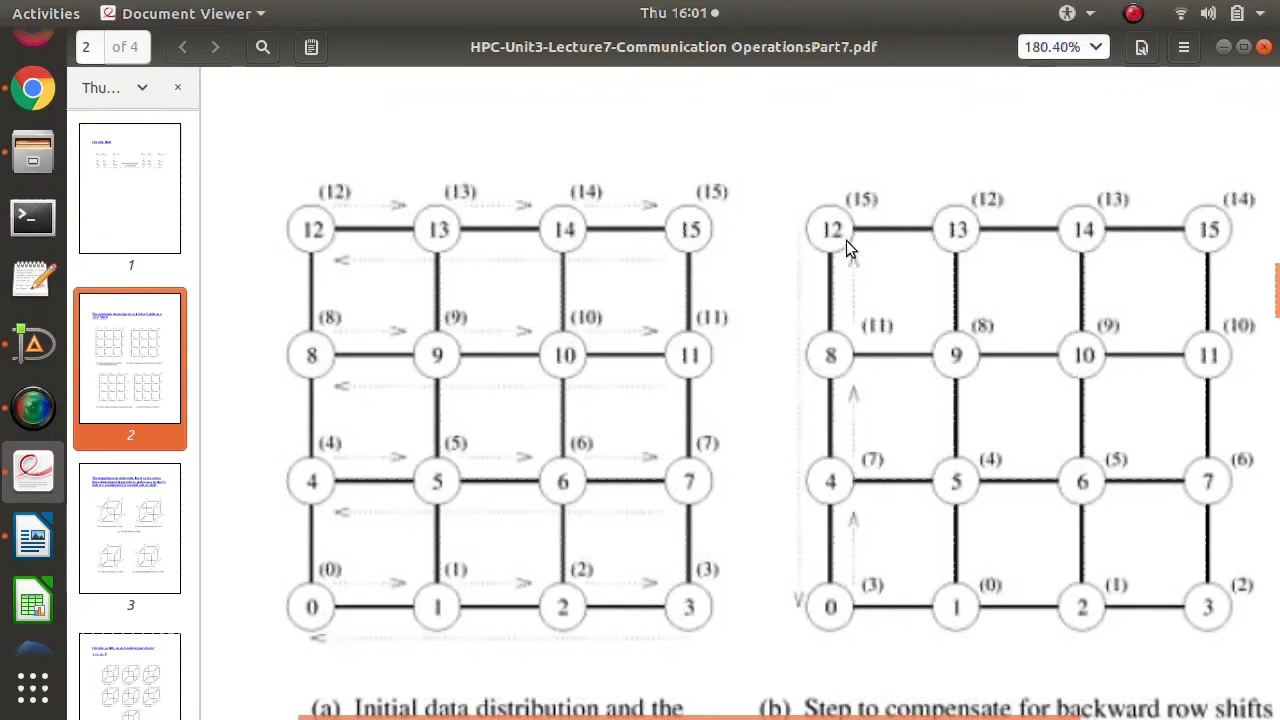 Activities Document Viewer Thu 16:01
2 of 4 HPC-Unit3-Lecture7-Communication OperationsPart7.pdf 180.40%
Thu...
1
2
3
(12) (13) (14) (15)
12 13 14 15
(8) (9) (10) (11)
8 9 10 11
(4) (5) (6) (7)
4 5 6 7
(0) (1) (2) (3)
0 1 2 3
(a) Initial data distribution and the
(15) (12) (13) (14)
12 13 14 15
(11) (8) (9) (10)
8 9 10 11
(7) (4) (5) (6)
4 5 6 7
(3) (0) (1) (2)
0 1 2 3
(b) Step to compensate for backward row shifts